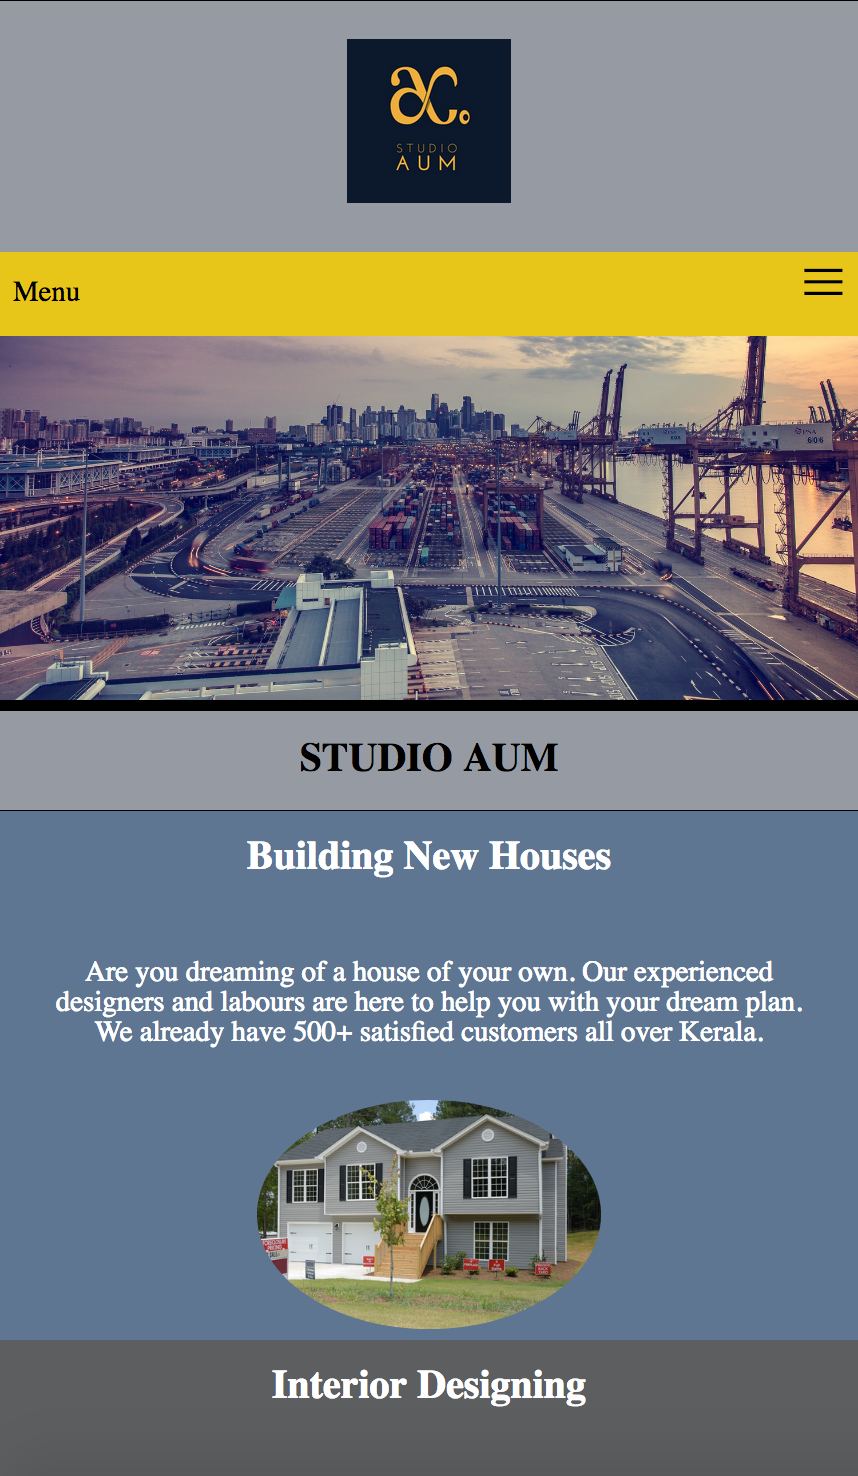 STUDIO
AUM
Menu
PSA
606
STUDIO AUM
Building New Houses
Are you dreaming of a house of your own. Our experienced
designers and labours are here to help you with your dream plan.
We already have 500+ satisfied customers all over Kerala.
Interior Designing